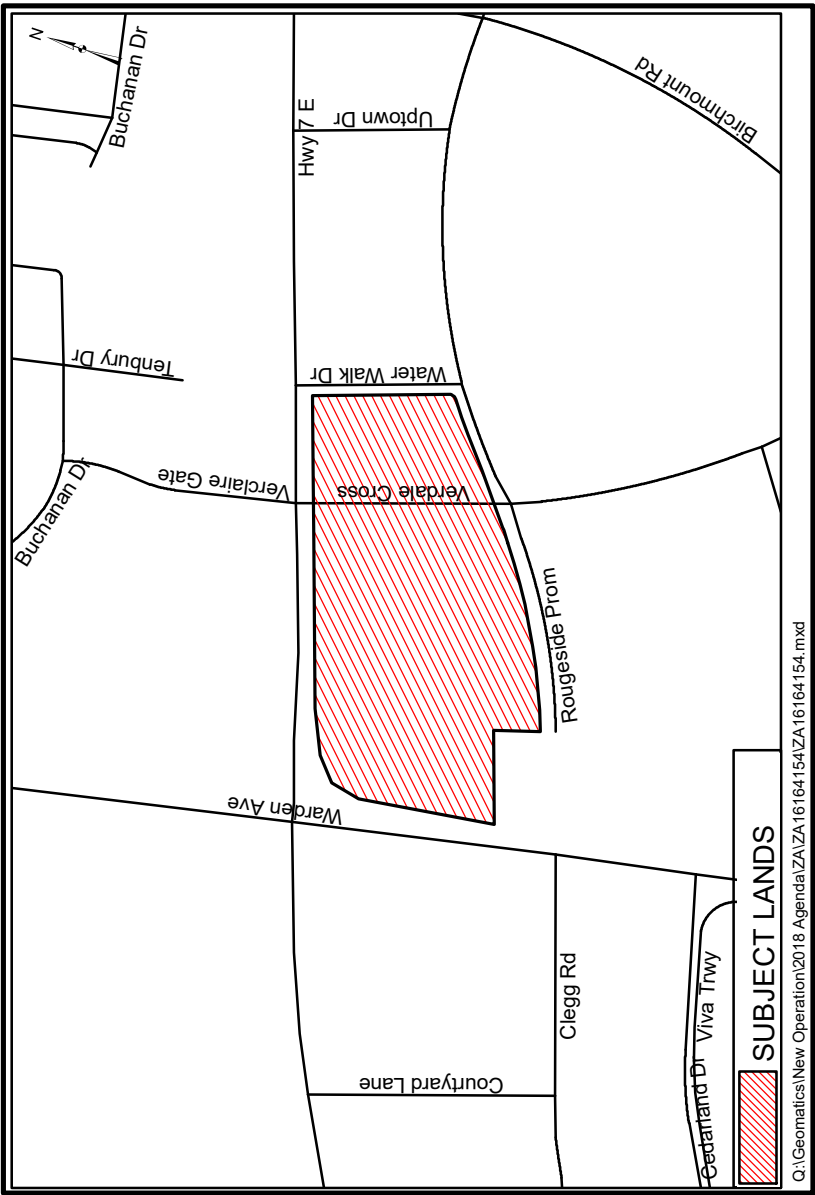 N
Buchanan Dr
Hwy 7 E
Uptown Dr
Birchmount Rd
Tenbury Dr
Water Walk Dr
Buchanan Dr
Verclaire Gate
Verdale Cross
Rougeside Prom
Warden Ave
Clegg Rd
Courtyard Lane
Cedarland Dr
Viva Trwy
SUBJECT LANDS
Q:\Geomatics\New Operation\2018 Agenda\ZA\ZA16164154\ZA16164154.mxd